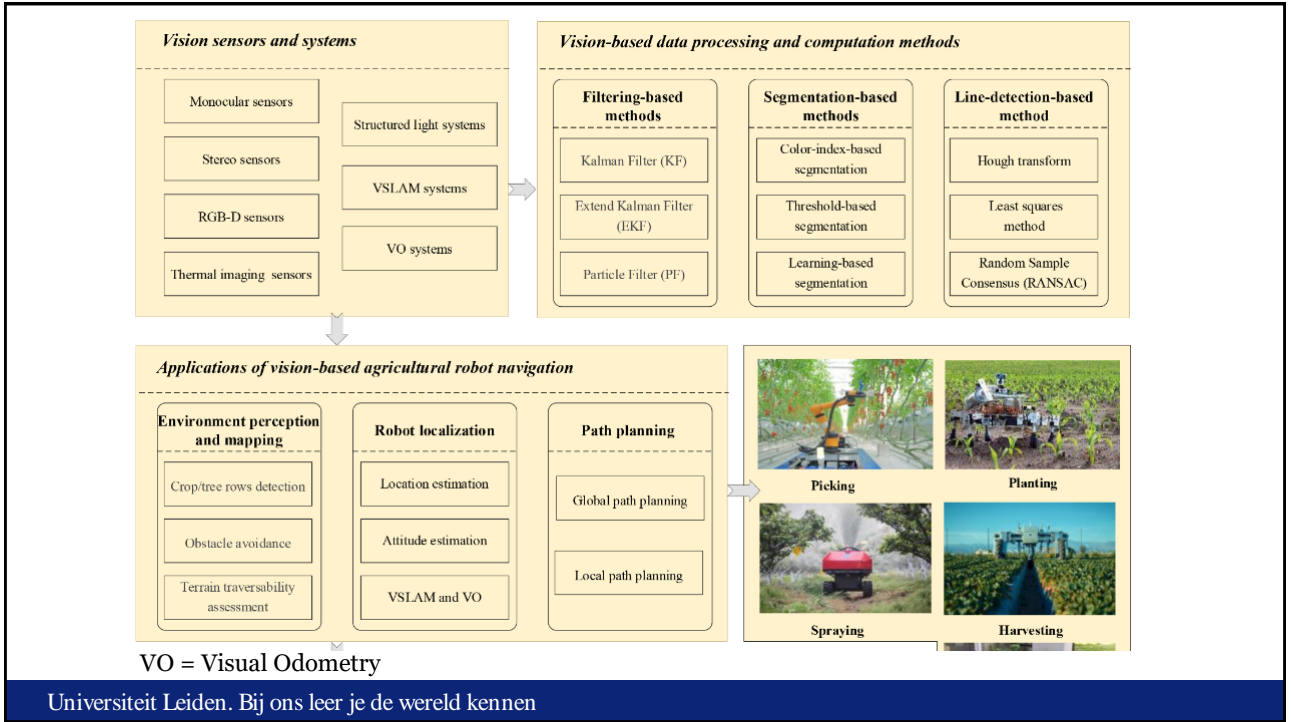 Vision sensors and systems
Monocular sensors
Stereo sensors
RGB-D sensors
Thermal imaging sensors
Structured light systems
VSLAM systems
VO systems
Vision-based data processing and computation methods
Filtering-based
methods
Kalman Filter (KF)
Extend Kalman Filter
(EKF)
Particle Filter (PF)
Segmentation-based
methods
Color-index-based
segmentation
Threshold-based
segmentation
Learning-based
segmentation
Line-detection-based
method
Hough transform
Least squares
method
Random Sample
Consensus (RANSAC)
Applications of vision-based agricultural robot navigation
Environment perception
and mapping
Crop/tree rows detection
Obstacle avoidance
Terrain traversability
assessment
Robot localization
Location estimation
Attitude estimation
VSLAM and VO
Path planning
Global path planning
Local path planning
Picking
Planting
Spraying
Harvesting
VO = Visual Odometry
Universiteit Leiden. Bij ons leer je de wereld kennen